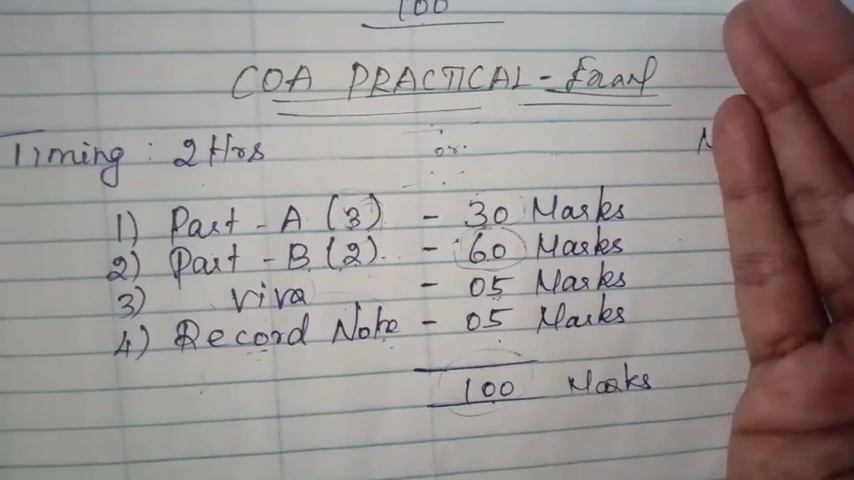 100
COA PRACTICAL - Exam
Timing : 2 Hrs or.
1) Part - A (3) - 30 Marks
2) Part - B (2). - 60 Marks
3) Viva - 05 Marks
4) Record Note - 05 Marks
100 Marks